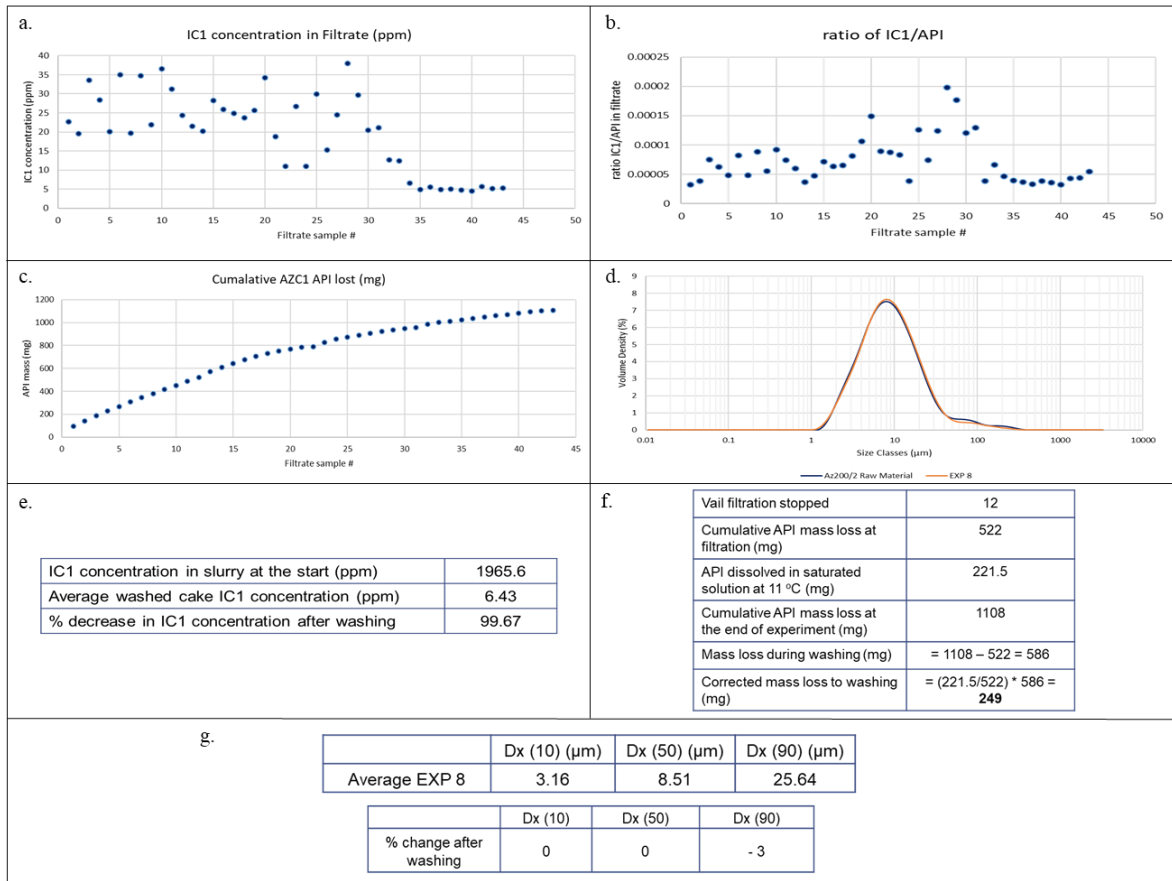 a.
IC1 concentration in Filtrate (ppm)
IC1 concentration (ppm)
40
35
30
25
20
15
10
5
0
0 5 10 15 20 25 30 35 40 45 50
Filtrate sample #
b.
ratio of IC1/API
ratio IC1/API in filtrate
0.00025
0.0002
0.00015
0.0001
0.00005
0
0 5 10 15 20 25 30 35 40 45 50
Filtrate sample #
c.
Cumalative AZC1 API lost (mg)
API mass (mg)
1200
1000
800
600
400
200
0
0 5 10 15 20 25 30 35 40 45
Filtrate sample #
d.
Volume Density (%)
9
8
7
6
5
4
3
2
1
0
0.01 0.1 1 10 100 1000 10000
Size Classes (µm)
Az200/2 Raw Material EXP 8
e.
IC1 concentration in slurry at the start (ppm) 1965.6
Average washed cake IC1 concentration (ppm) 6.43
% decrease in IC1 concentration after washing 99.67
f.
Vail filtration stopped 12
Cumulative API mass loss at
filtration (mg) 522
API dissolved in saturated
solution at 11 ºC (mg) 221.5
Cumulative API mass loss at
the end of experiment (mg) 1108
Mass loss during washing (mg) = 1108 – 522 = 586
Corrected mass loss to washing
(mg) = (221.5/522) * 586 =
249
g.
Dx (10) (µm) Dx (50) (µm) Dx (90) (µm)
Average EXP 8 3.16 8.51 25.64
Dx (10) Dx (50) Dx (90)
% change after
washing 0 0 - 3